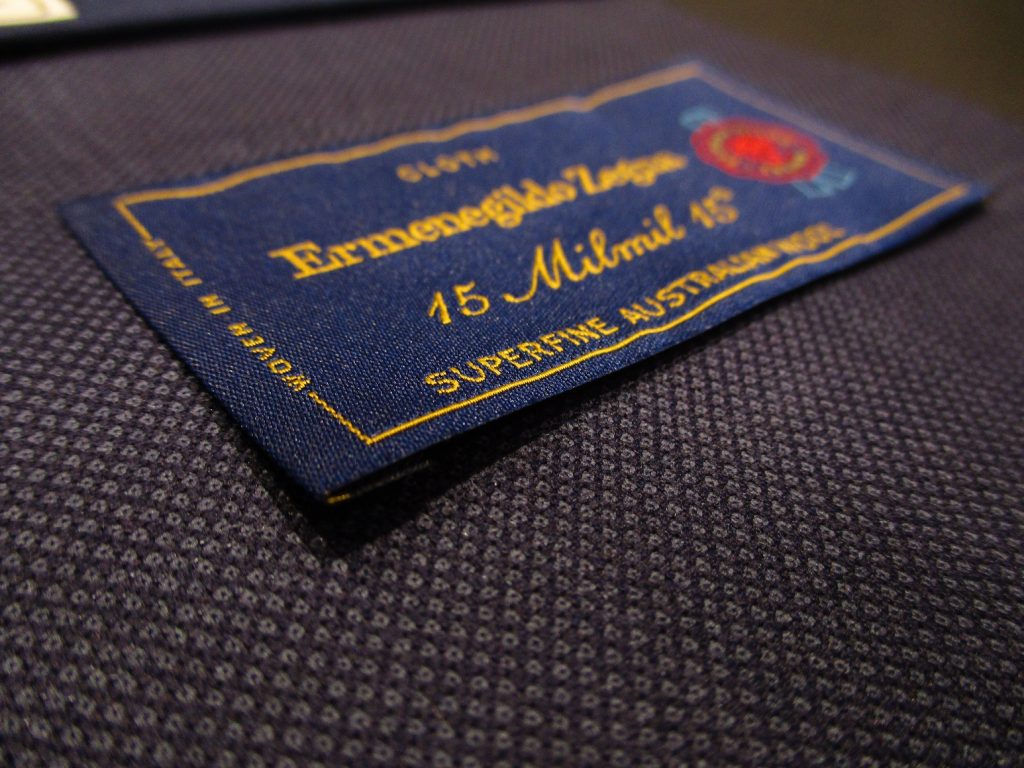 CLOTH
Ermenegildo Zegna
15 Milmil 15
SUPERFINE AUSTRALIAN WOOL
WOVEN IN ITALY